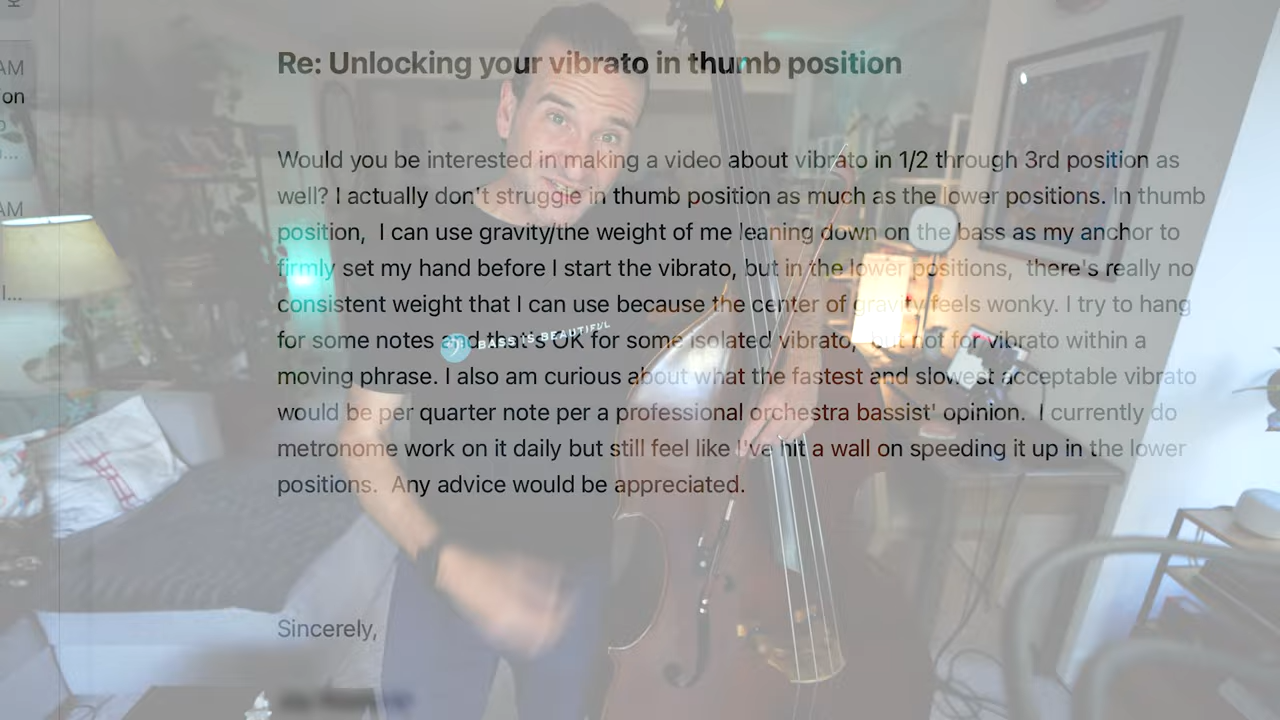 AM
on
Re: Unlocking your vibrato in thumb position
Would you be interested in making a video about vibrato in 1/2 through 3rd position as
well? I actually don't struggle in thumb position as much as the lower positions. In thumb
position,  I can use gravity/the weight of me leaning down on the bass as my anchor to
firmly set my hand before I start the vibrato, but in the lower positions,  there's really no
consistent weight that I can use because the center of gravity feels wonky. I try to hang
for some notes and that's OK for some isolated vibrato, but not for vibrato within a
moving phrase. I also am curious about what the fastest and slowest acceptable vibrato
would be per quarter note per a professional orchestra bassist' opinion.  I currently do
metronome work on it daily but still feel like I've hit a wall on speeding it up in the lower
positions.  Any advice would be appreciated.
Sincerely,
AM
BASS IS BEAUTIFUL